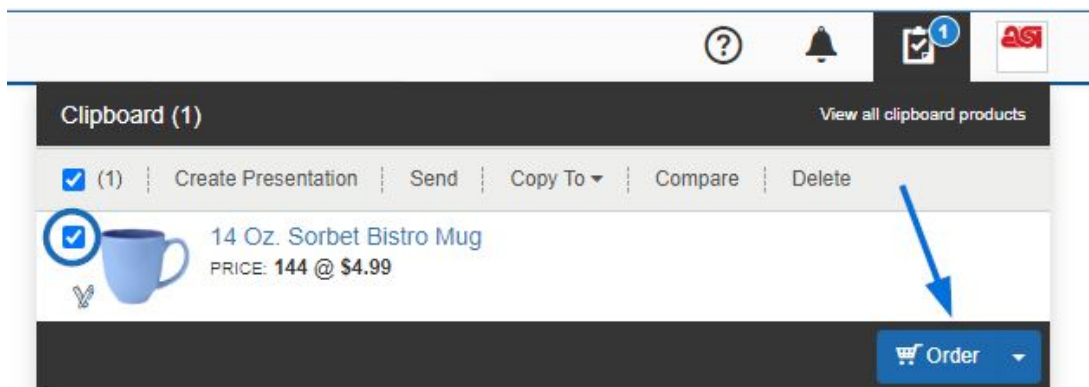 1
asi
Clipboard (1)
View all clipboard products
(1) Create Presentation Send Copy To Compare Delete
14 Oz. Sorbet Bistro Mug
PRICE: 144 @ $4.99
Order